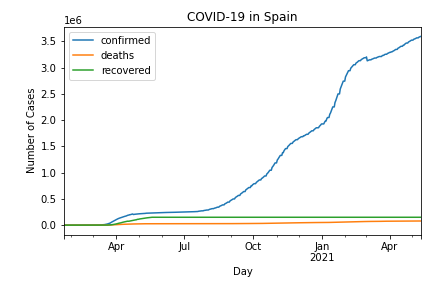 COVID-19 in Spain
1e6
confirmed
deaths
recovered
3.5
3.0
2.5
2.0
1.5
1.0
0.5
0.0
Number of Cases
Apr
Jul
Oct
Jan
2021
Apr
Day